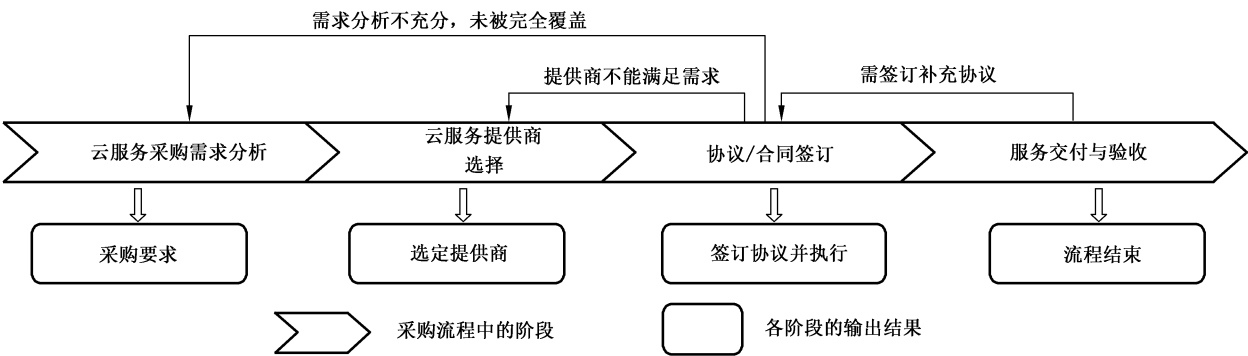 需求分析不充分，未被完全覆盖
提供商不能满足需求
需签订补充协议
云服务采购需求分析
云服务提供商
选择
协议/合同签订
服务交付与验收
采购要求
选定提供商
签订协议并执行
流程结束
采购流程中的阶段
各阶段的输出结果